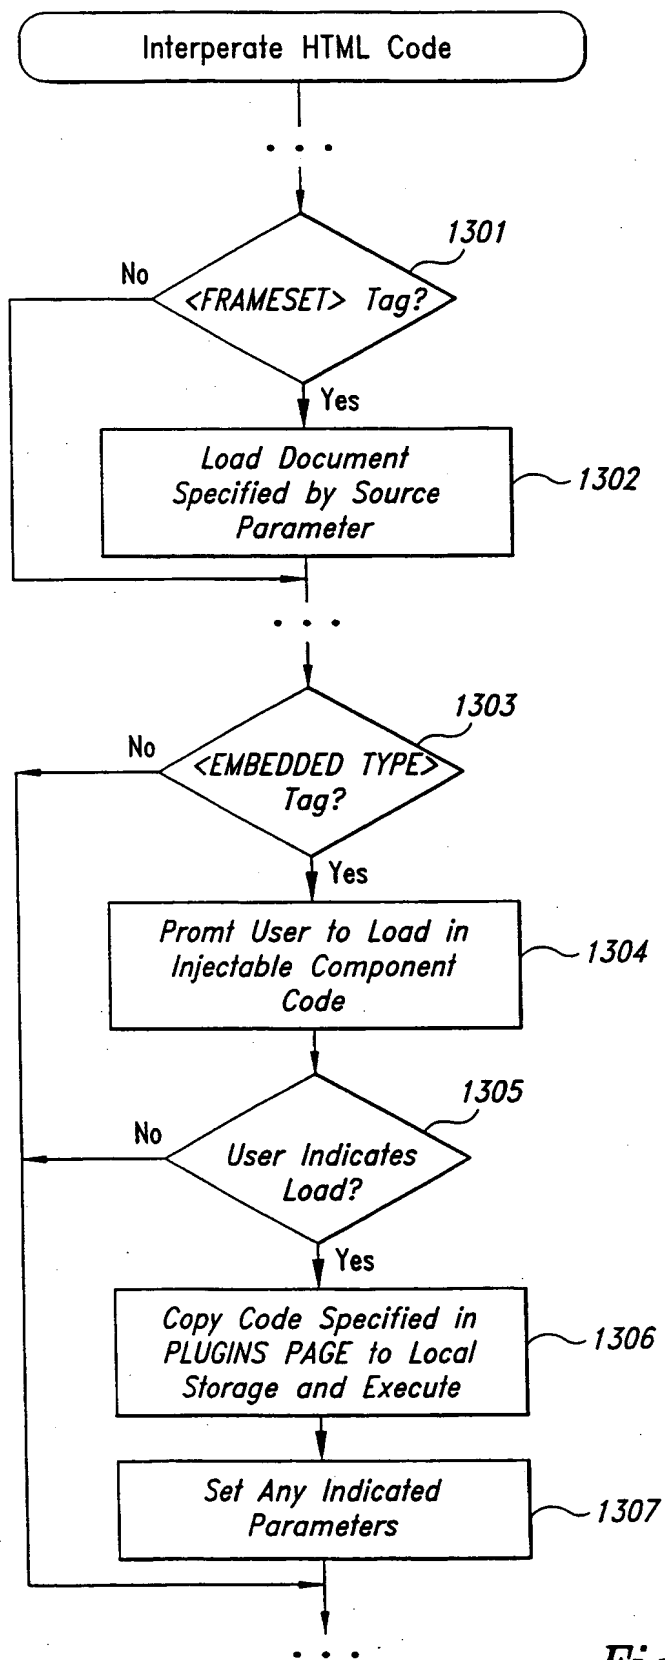 Interperate HTML Code
1301
No
<FRAMESET> Tag?
Yes
Load Document
Specified by Source
Parameter
1302
1303
No
<EMBEDDED TYPE>
Tag?
Yes
Promt User to Load in
Injectable Component
Code
1304
1305
No
User Indicates
Load?
Yes
Copy Code Specified in
PLUGINS PAGE to Local
Storage and Execute
1306
Set Any Indicated
Parameters
1307